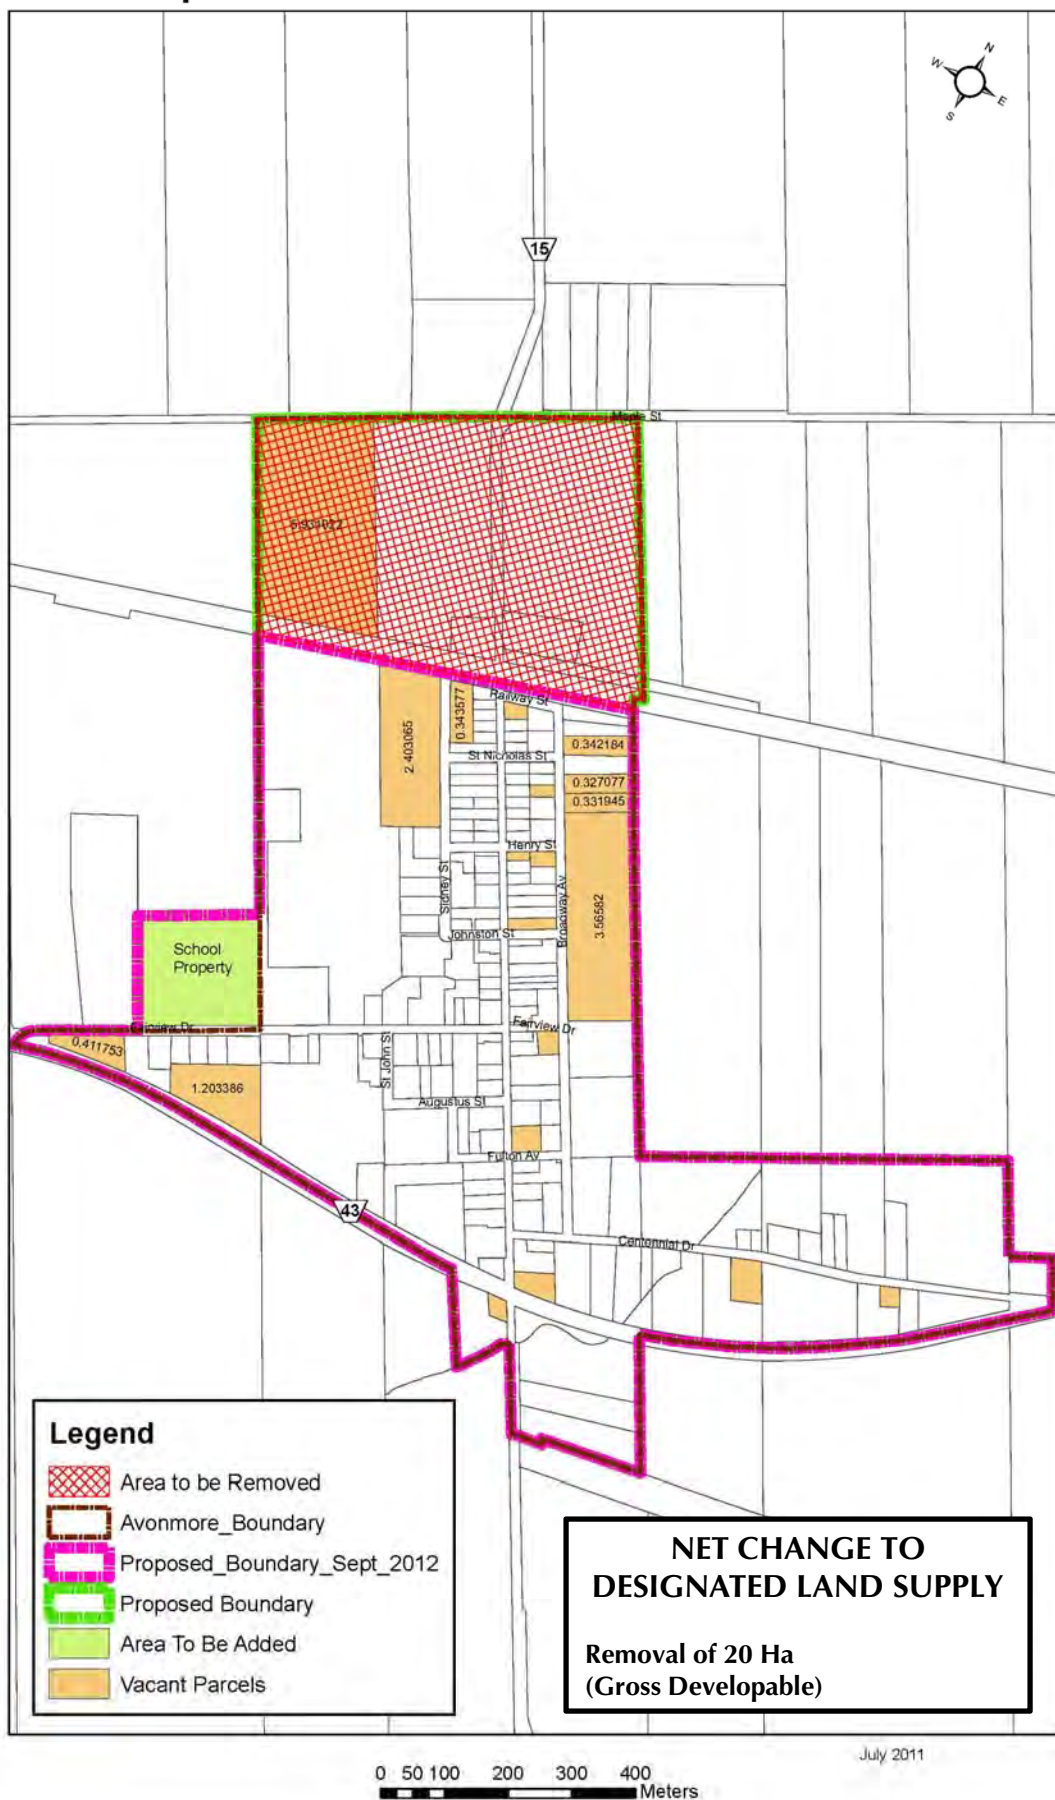 N
W
E
S
15
Maple St
5.931022
Railway St
0.343577
2.403065
0.342184
St Nicholas St
0.327077
0.331945
Henry St
Sidney St
Broadway Av
3.56582
Johnston St
School
Property
Fairview Dr
Fairview Dr
0.411753
St John St
1.203386
Augustus St
Fulton Av
43
Centennial Dr
Legend
Area to be Removed
Avonmore_Boundary
Proposed_Boundary_Sept_2012
Proposed Boundary
Area To Be Added
Vacant Parcels
NET CHANGE TO
DESIGNATED LAND SUPPLY
Removal of 20 Ha
(Gross Developable)
July 2011
0 50 100 200 300 400
Meters